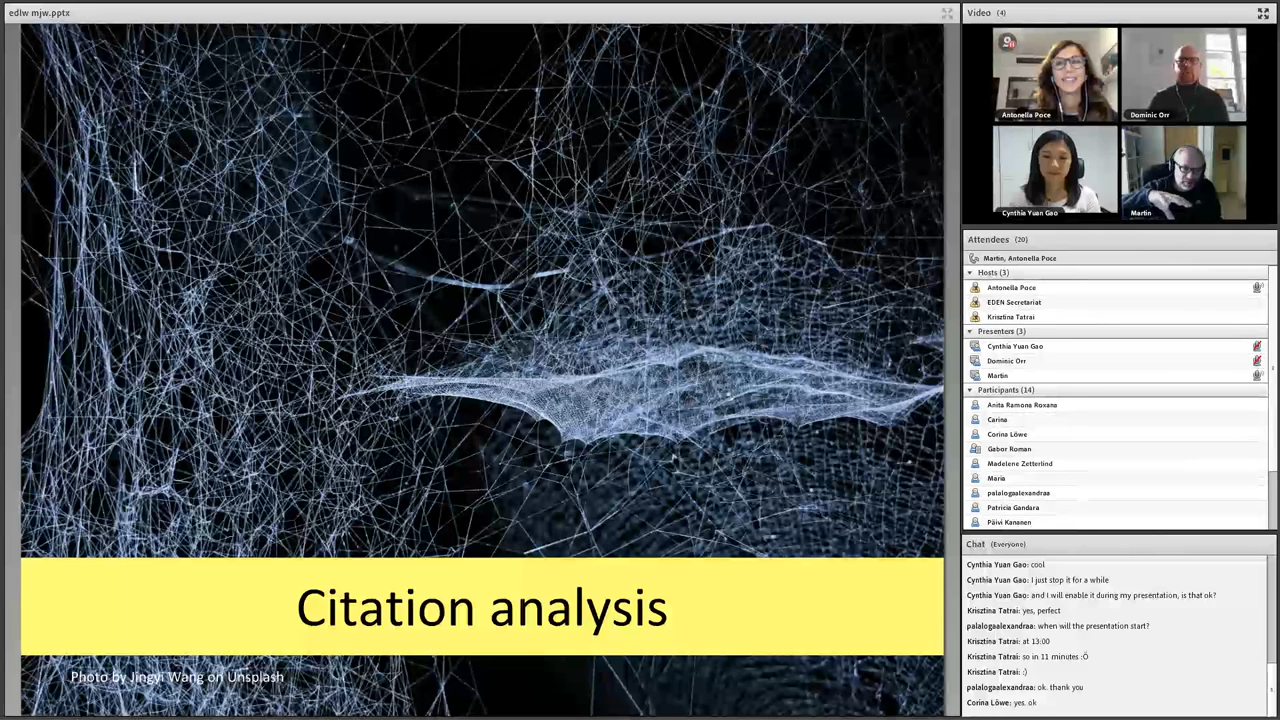 edlw mjw.pptx
Citation analysis
Photo by Jingyi Wang on Unsplash
Video (4)
Antonella Poce
Dominic Orr
Cynthia Yuan Gao
Martin
Attendees (20)
Martin, Antonella Poce
Hosts (3)
Antonella Poce
EDEN Secretariat
Krisztina Tatrai
Presenters (3)
Cynthia Yuan Gao
Dominic Orr
Martin
Participants (14)
Anita Ramona Roxana
Carina
Corina Löwe
Gabor Roman
Madelene Zetterlind
Maria
palalogaalexandraa
Patricia Gandara
Päivi Kananen
Chat (Everyone)
Cynthia Yuan Gao: cool
Cynthia Yuan Gao: I just stop it for a while
Cynthia Yuan Gao: and I will enable it during my presentation, is that ok?
Krisztina Tatrai: yes, perfect
palalogaalexandraa: when will the presentation start?
Krisztina Tatrai: at 13:00
Krisztina Tatrai: so in 11 minutes :Ö
Krisztina Tatrai: :)
palalogaalexandraa: ok. thank you
Corina Löwe: yes. ok